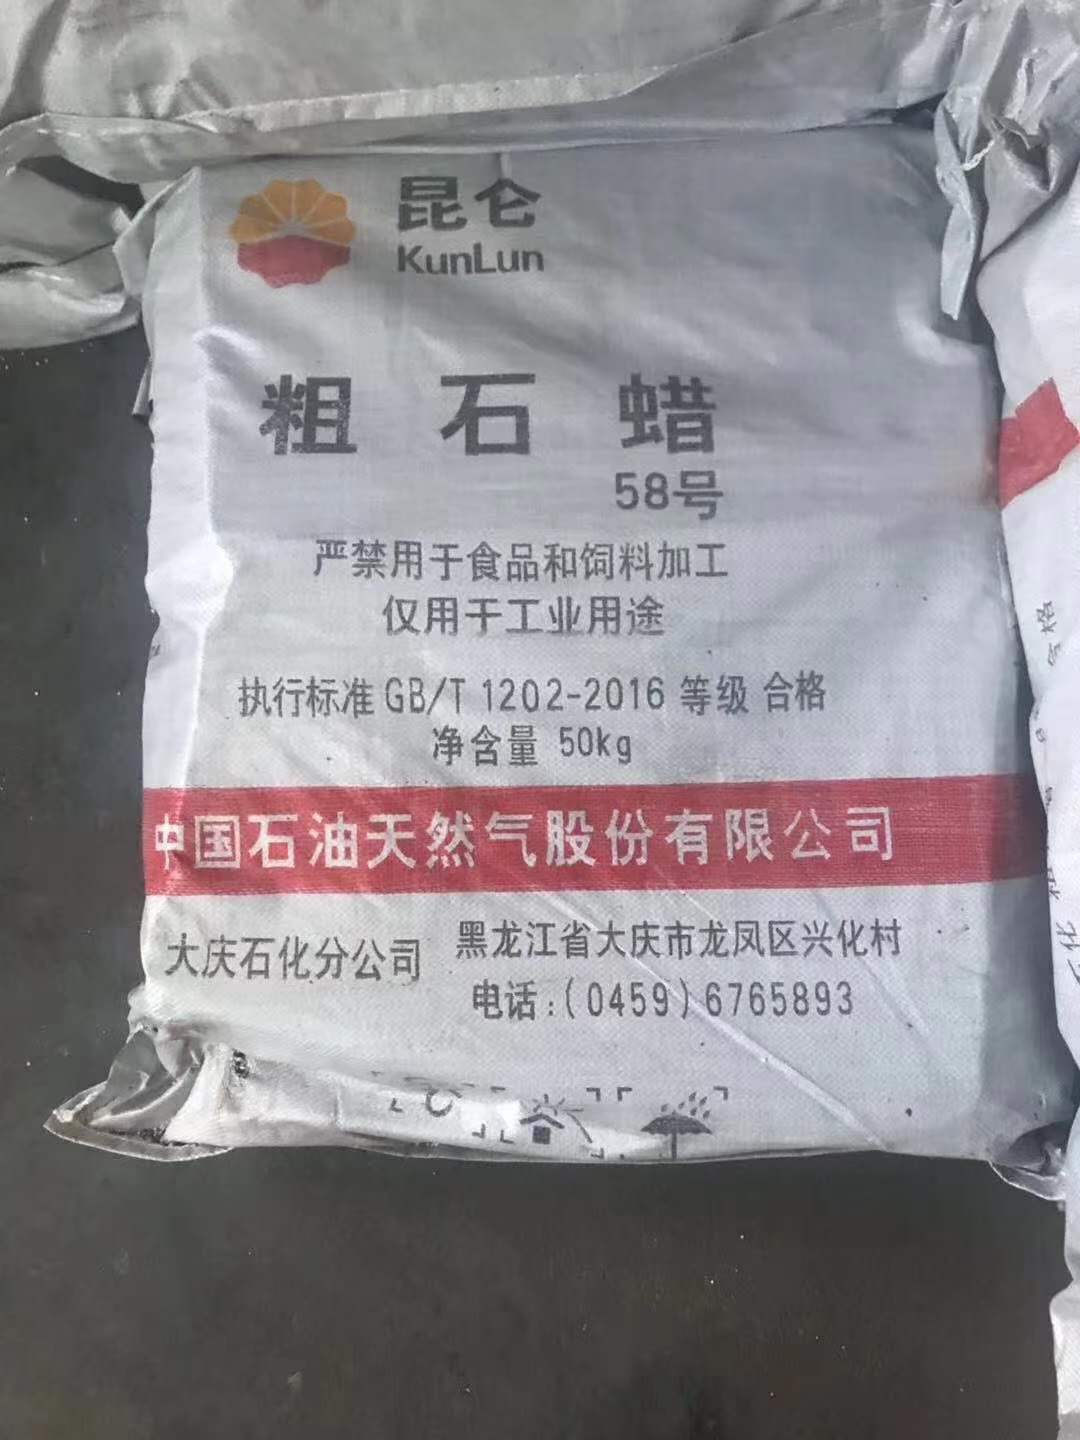 昆仑
KunLun
粗石蜡
58号
严禁用于食品和饲料加工
仅用于工业用途
执行标准 GB/T 1202-2016 等级 合格
净含量 50kg
中国石油天然气股份有限公司
大庆石化分公司
黑龙江省大庆市龙凤区兴化村
电话:(0459)6765893